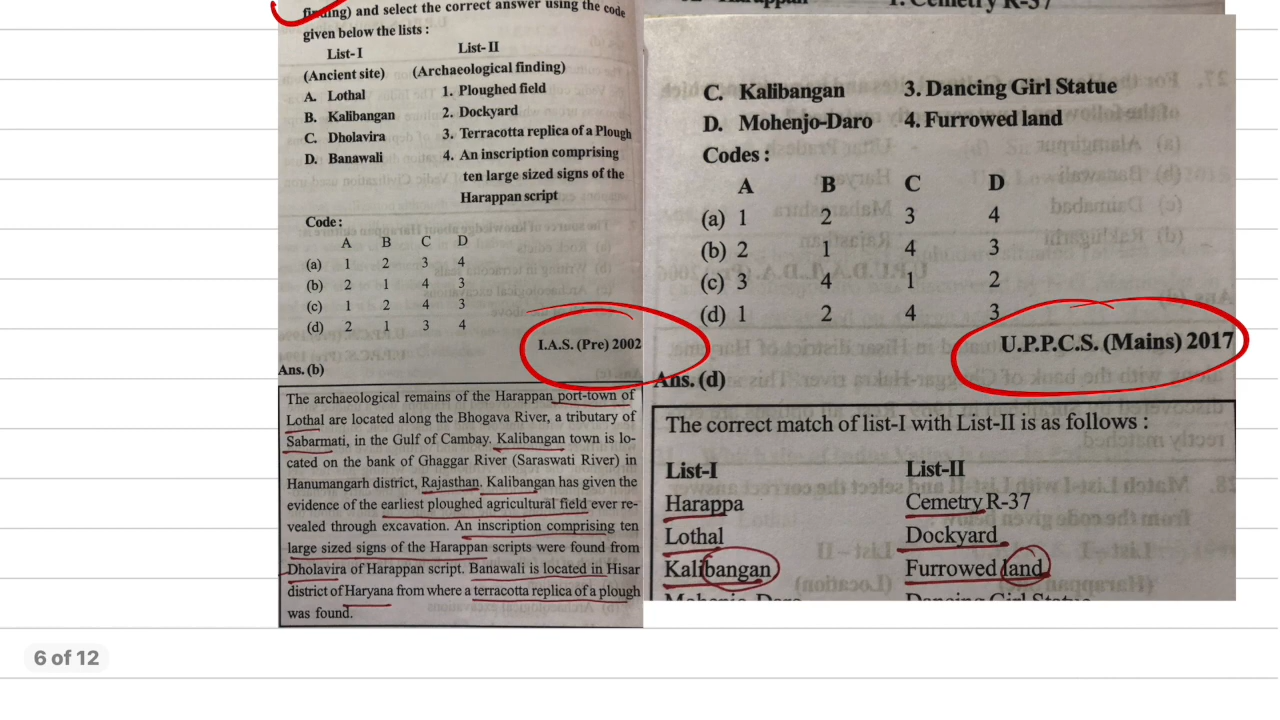 finding) and select the correct answer using the code
given below the lists :
List-I List-II
(Ancient site) (Archaeological finding)
A. Lothal 1. Ploughed field
B. Kalibangan 2. Dockyard
C. Dholavira 3. Terracotta replica of a Plough
D. Banawali 4. An inscription comprising
ten large sized signs of the
Harappan script
Code :
A B C D
(a) 1 2 3 4
(b) 2 1 4 3
(c) 1 2 4 3
(d) 2 1 3 4
I.A.S. (Pre) 2002
Ans. (b)
The archaeological remains of the Harappan port-town of
Lothal are located along the Bhogava River, a tributary of
Sabarmati, in the Gulf of Cambay. Kalibangan town is lo-
cated on the bank of Ghaggar River (Saraswati River) in
Hanumangarh district, Rajasthan. Kalibangan has given the
evidence of the earliest ploughed agricultural field ever re-
vealed through excavation. An inscription comprising ten
large sized signs of the Harappan scripts were found from
Dholavira of Harappan script. Banawali is located in Hisar
district of Haryana from where a terracotta replica of a plough
was found.
1. Cemetry R-37
C. Kalibangan 3. Dancing Girl Statue
D. Mohenjo-Daro 4. Furrowed land
Codes :
A B C D
(a) 1 2 3 4
(b) 2 1 4 3
(c) 3 4 1 2
(d) 1 2 4 3
U.P.P.C.S. (Mains) 2017
Ans. (d)
The correct match of list-I with List-II is as follows :
List-I List-II
Harappa Cemetry R-37
Lothal Dockyard
Kalibangan Furrowed land
Mohenjo-Daro Dancing Girl Statue
6 of 12